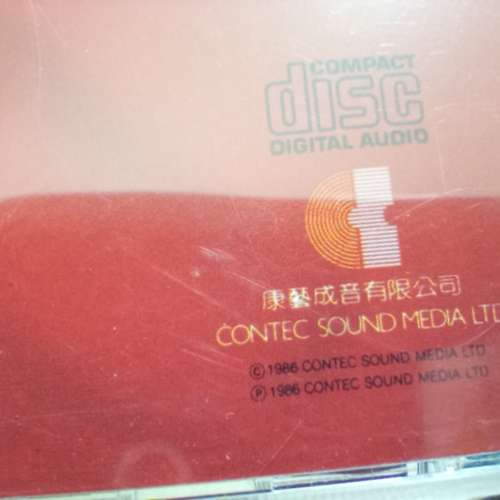 COMPACT
disc
DIGITAL AUDIO
康藝成音有限公司
CONTEC SOUND MEDIA LTD
©1986 CONTEC SOUND MEDIA LTD
℗1986 CONTEC SOUND MEDIA LTD